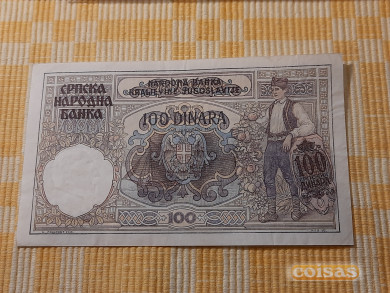 СРПСКА
НАРОДНА
БАНКА
NARODNA BANKA
KRALJEVINE JUGOSLAVIJE
100 DINARA
100
100
coisas